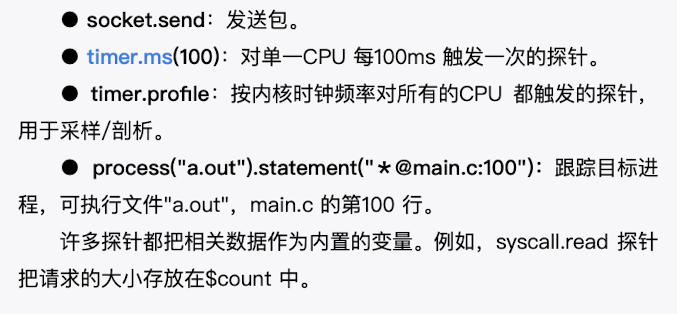 ● socket.send：发送包。
● timer.ms(100)：对单一CPU 每100ms 触发一次的探针。
● timer.profile：按内核时钟频率对所有的CPU 都触发的探针，
用于采样/剖析。
● process("a.out").statement("*@main.c:100")：跟踪目标进
程，可执行文件"a.out"，main.c 的第100 行。
许多探针都把相关数据作为内置的变量。例如，syscall.read 探针
把请求的大小存放在$count 中。